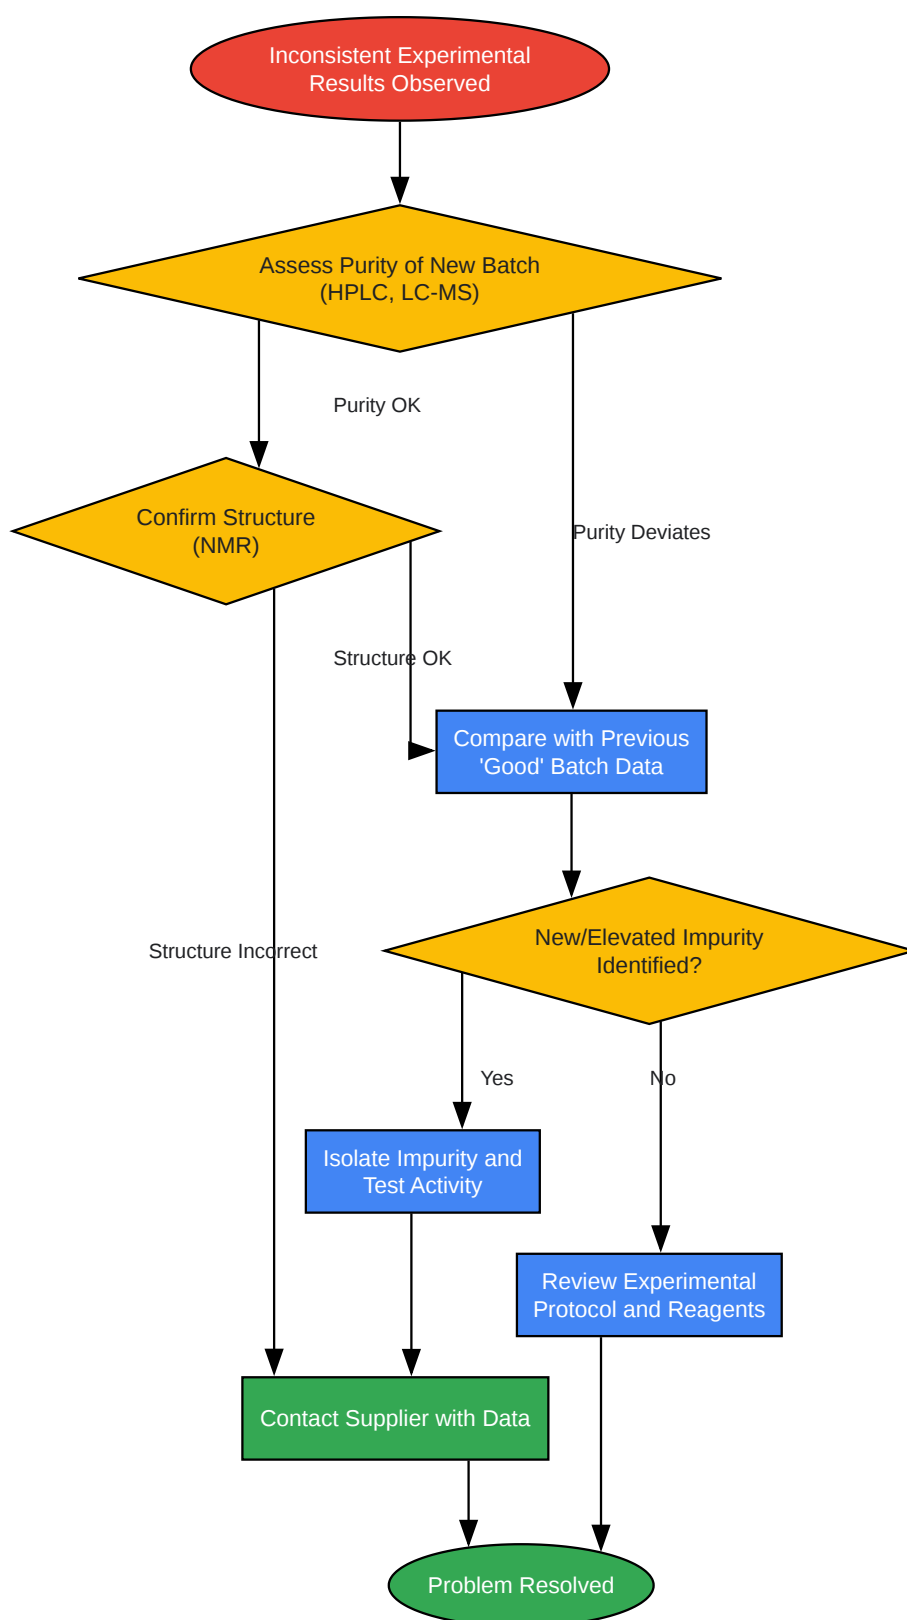 Inconsistent Experimental
Results Observed
Assess Purity of New Batch
(HPLC, LC-MS)
Purity OK
Confirm Structure
(NMR)
Purity Deviates
Structure OK
Compare with Previous
'Good' Batch Data
Structure Incorrect
New/Elevated Impurity
Identified?
Yes
No
Isolate Impurity and
Test Activity
Review Experimental
Protocol and Reagents
Contact Supplier with Data
Problem Resolved